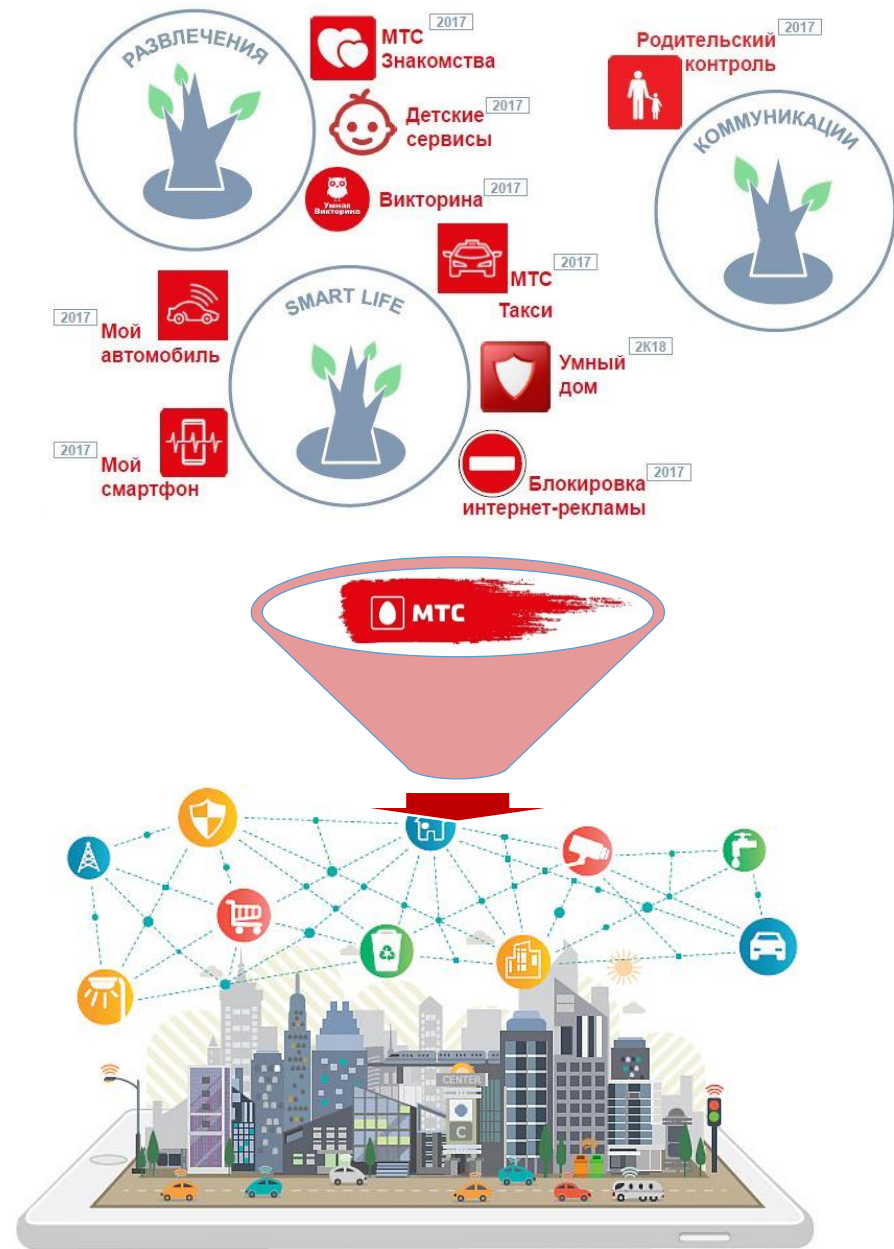 РАЗВЛЕЧЕНИЯ
МТС 2017
Знакомства
Детские 2017
сервисы
Умная
Викторина
Викторина 2017
Родительский 2017
контроль
КОММУНИКАЦИИ
SMART LIFE
МТС 2017
Такси
2017 Мой
автомобиль
Умный 2К18
дом
2017 Мой
смартфон
Блокировка 2017
интернет-рекламы
МТС
CENTER
C